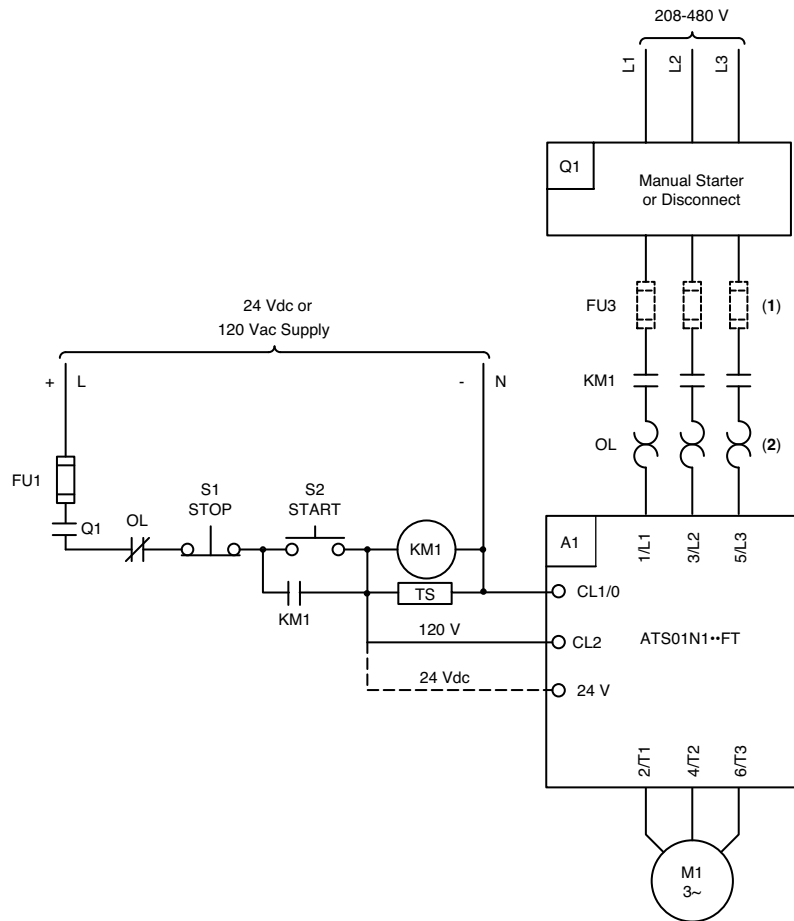 208-480 V
L1
L2
L3
Q1
Manual Starter
or Disconnect
FU3
(1)
24 Vdc or
120 Vac Supply
+ L
- N
KM1
OL
(2)
FU1
Q1
OL
S1
STOP
S2
START
KM1
A1
1/L1
3/L2
5/L3
TS
CL1/0
KM1
120 V
CL2
ATS01N1••FT
24 Vdc
24 V
2/T1
4/T2
6/T3
M1
3~